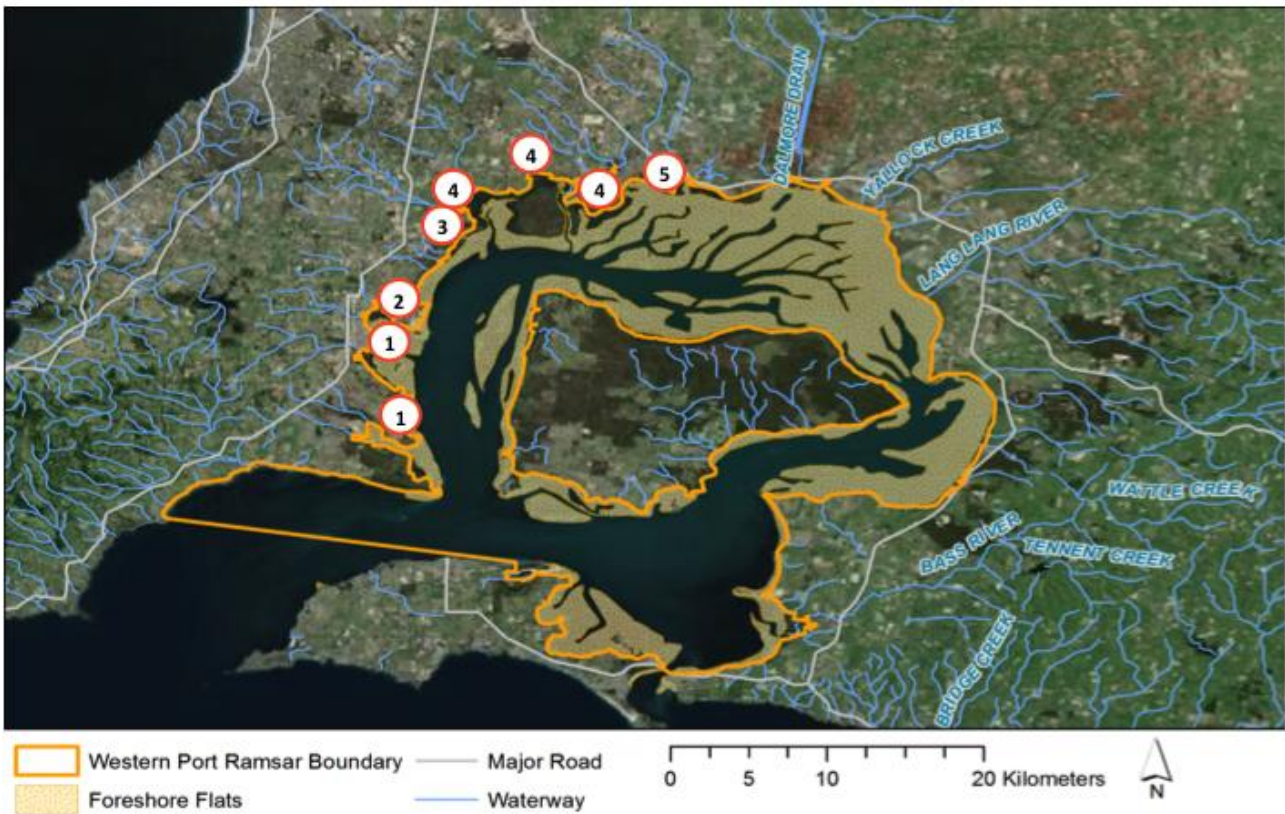 DALMORE DRAIN
YALLOCK CREEK
4
5
4
4
3
LANG LANG RIVER
2
1
1
WATTLE CREEK
BASS RIVER
TENNENT CREEK
BRIDGE CREEK
Western Port Ramsar Boundary
Major Road
Foreshore Flats
Waterway
0 5 10 20 Kilometers
N